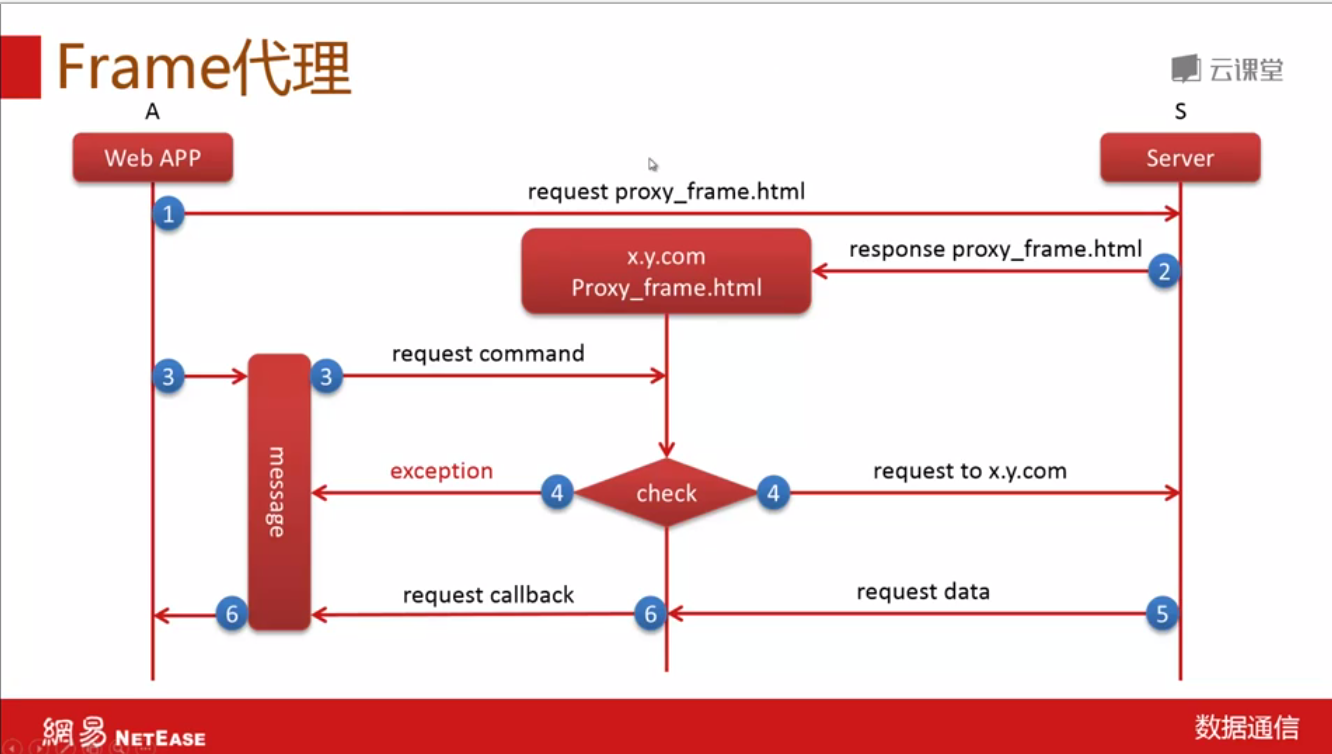 Frame代理
云课堂
A
S
Web APP
Server
request proxy_frame.html
1
x.y.com
Proxy_frame.html
response proxy_frame.html
2
3
3
request command
message
exception
4
check
4
request to x.y.com
6
request callback
6
request data
5
網易 NETEASE
数据通信